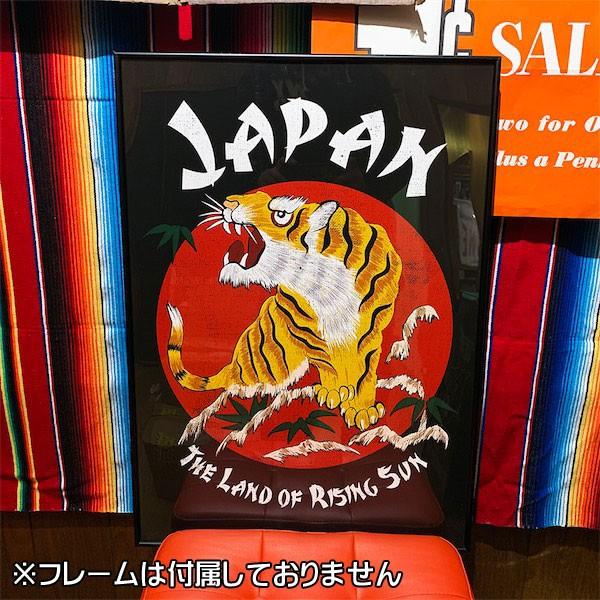 SAL
JAPAN
wo for O
lus a Pen
THE LAND OF RISING SUN
※フレームは付属しておりません